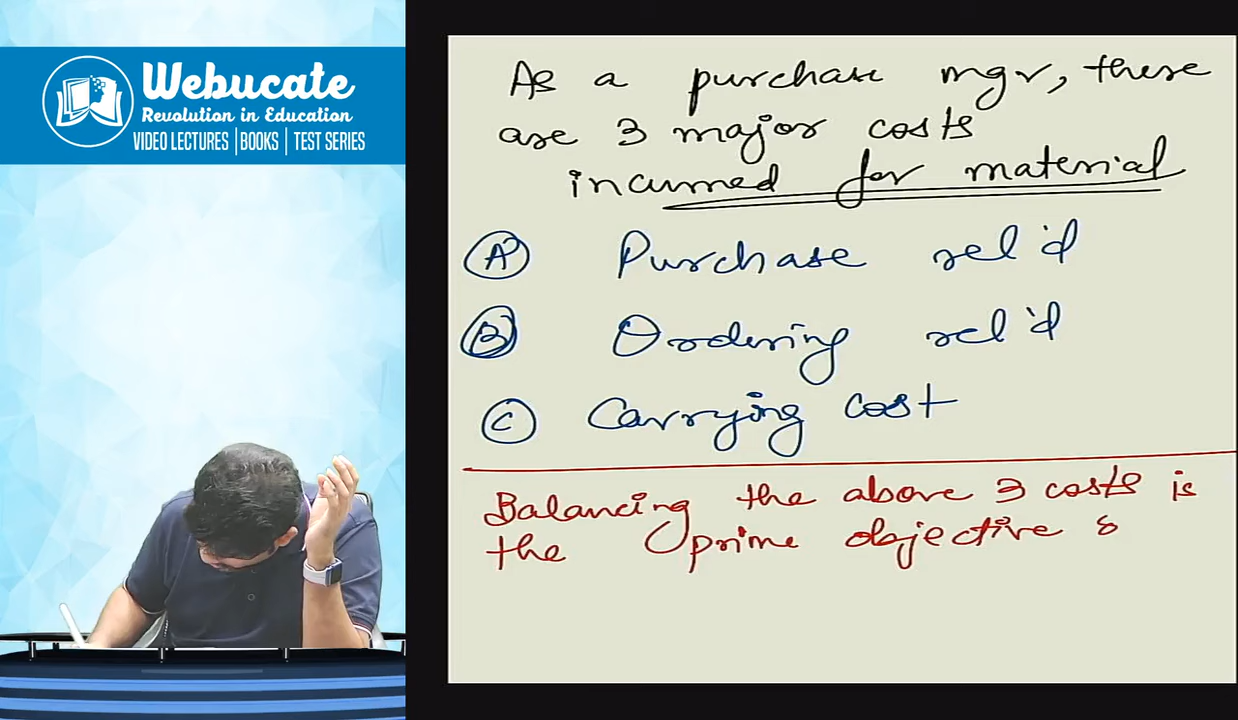 Webucate
Revolution in Education
VIDEO LECTURES | BOOKS | TEST SERIES
As a purchase mgr, these
are 3 major costs
incurred for material
A Purchase rel'd
B Ordering rel'd
C Carrying cost
Balancing the above 3 costs is
the prime objective